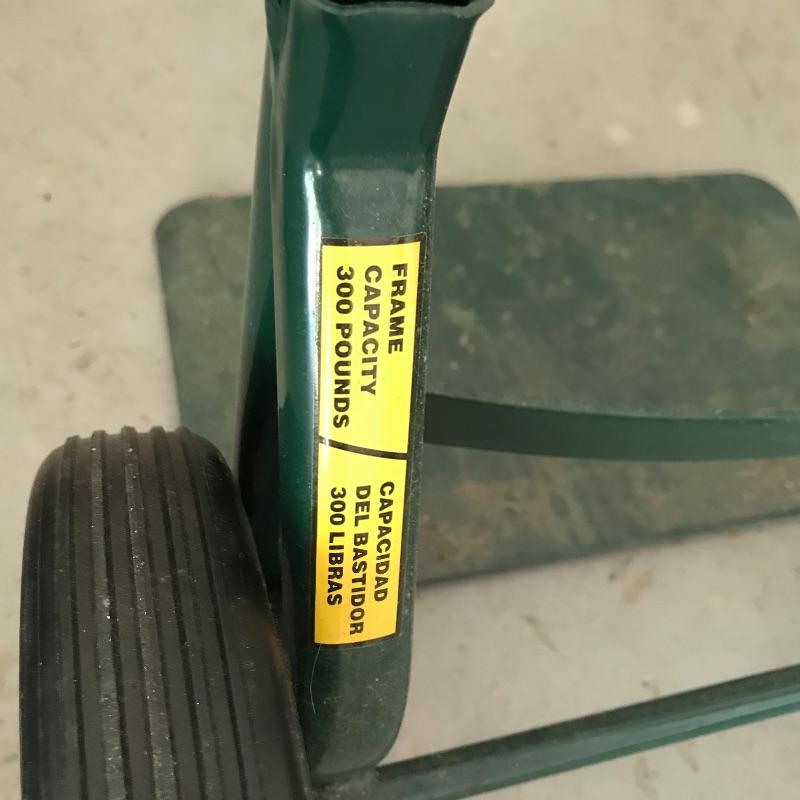 FRAME
CAPACITY
300 POUNDS
CAPACIDAD
DEL BASTIDOR
300 LIBRAS